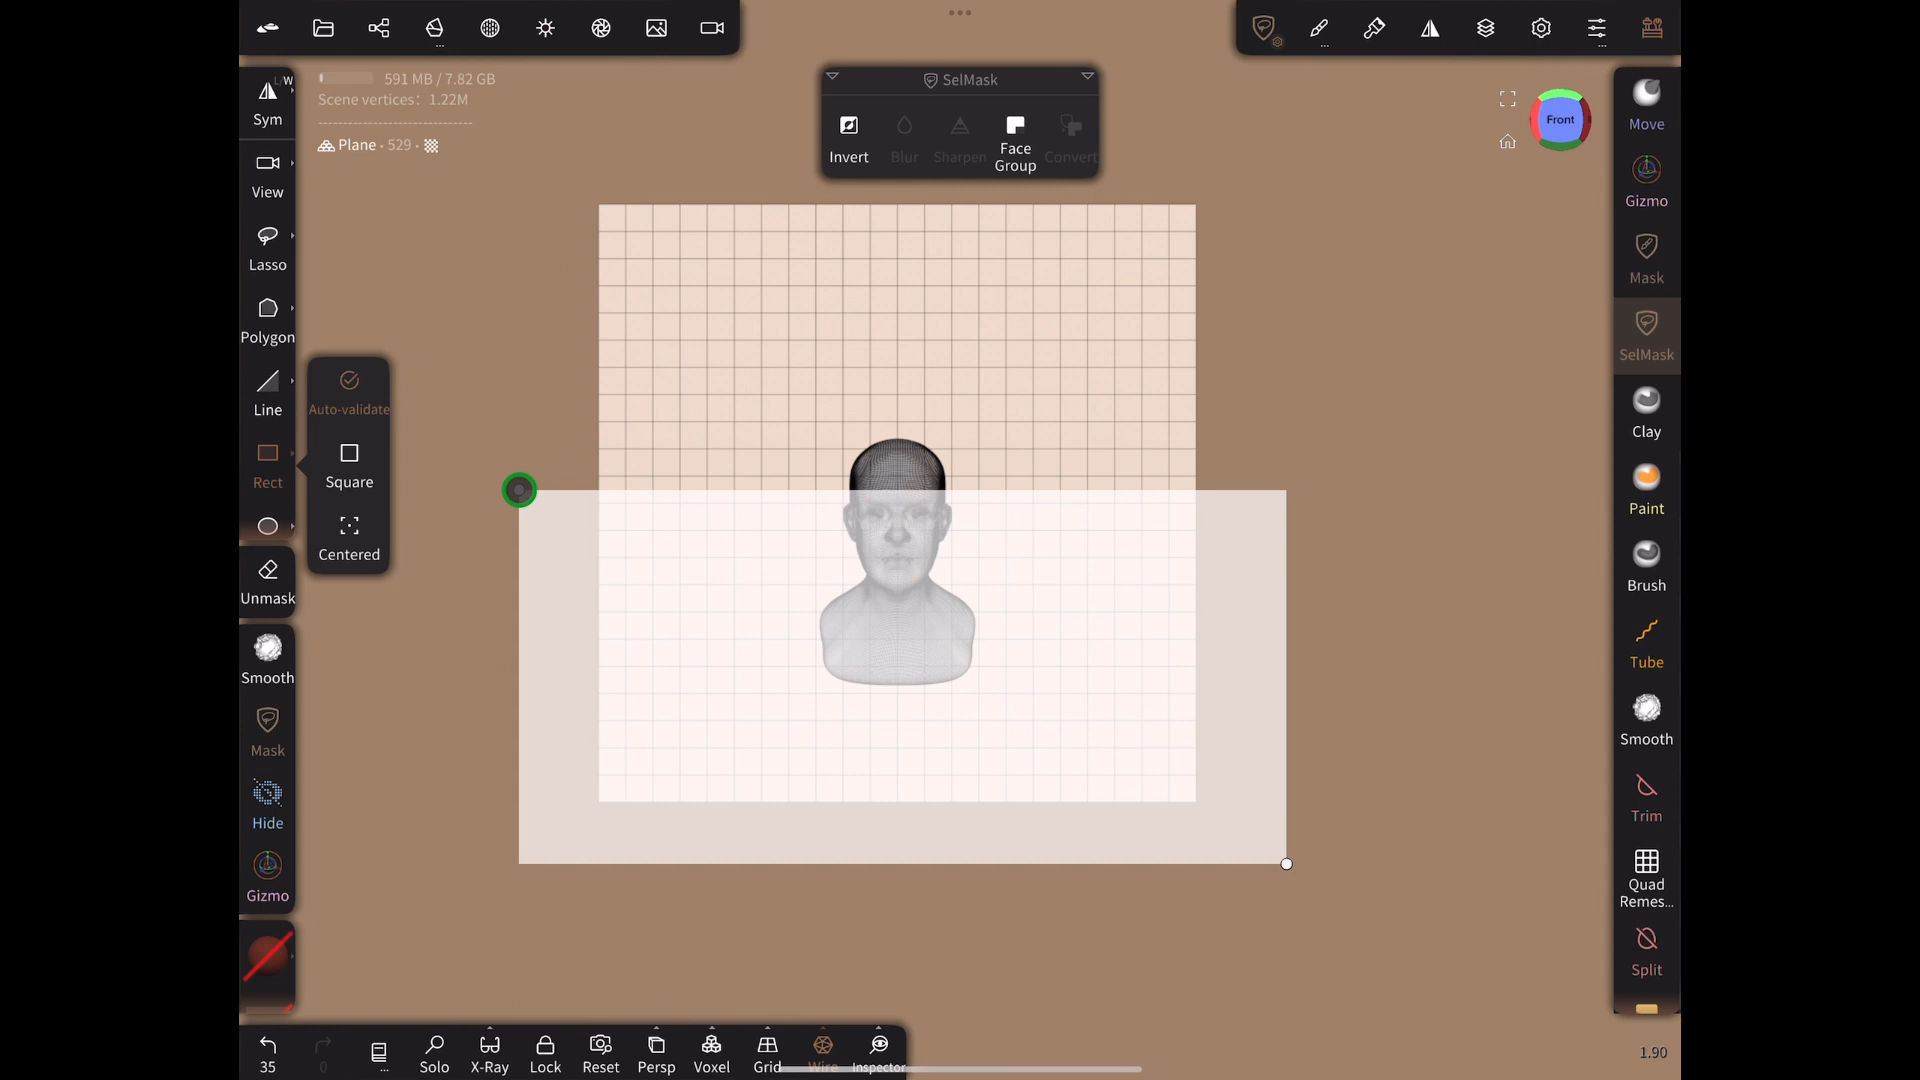 591 MB / 7.82 GB
Scene vertices: 1.22M
Plane • 529 •
L/W
Sym
View
Lasso
Polygon
Line
Rect
Unmask
Smooth
Mask
Hide
Gizmo
Auto-validate
Square
Centered
SelMask
Invert
Blur
Sharpen
Face
Group
Convert
Front
Move
Gizmo
Mask
SelMask
Clay
Paint
Brush
Tube
Smooth
Trim
Quad
Remes...
Split
35
0
Solo
X-Ray
Lock
Reset
Persp
Voxel
Grid
Wire
Inspector
1.90